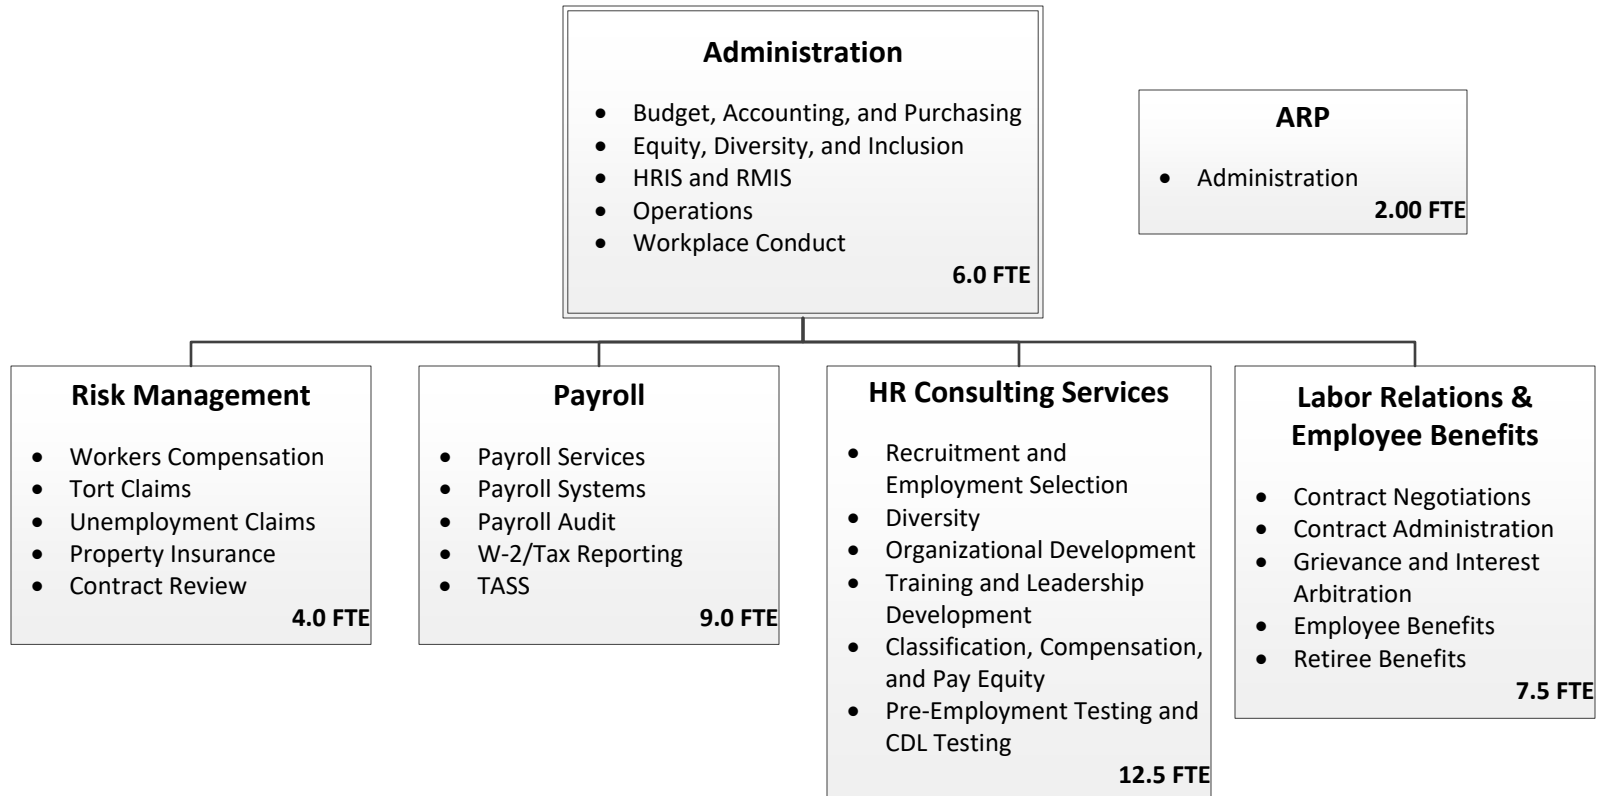 Administration
• Budget, Accounting, and Purchasing
• Equity, Diversity, and Inclusion
• HRIS and RMIS
• Operations
• Workplace Conduct
6.0 FTE
ARP
• Administration
2.00 FTE
Risk Management
• Workers Compensation
• Tort Claims
• Unemployment Claims
• Property Insurance
• Contract Review
4.0 FTE
Payroll
• Payroll Services
• Payroll Systems
• Payroll Audit
• W-2/Tax Reporting
• TASS
9.0 FTE
HR Consulting Services
• Recruitment and
Employment Selection
• Diversity
• Organizational Development
• Training and Leadership
Development
• Classification, Compensation,
and Pay Equity
• Pre-Employment Testing and
CDL Testing
12.5 FTE
Labor Relations &
Employee Benefits
• Contract Negotiations
• Contract Administration
• Grievance and Interest
Arbitration
• Employee Benefits
• Retiree Benefits
7.5 FTE